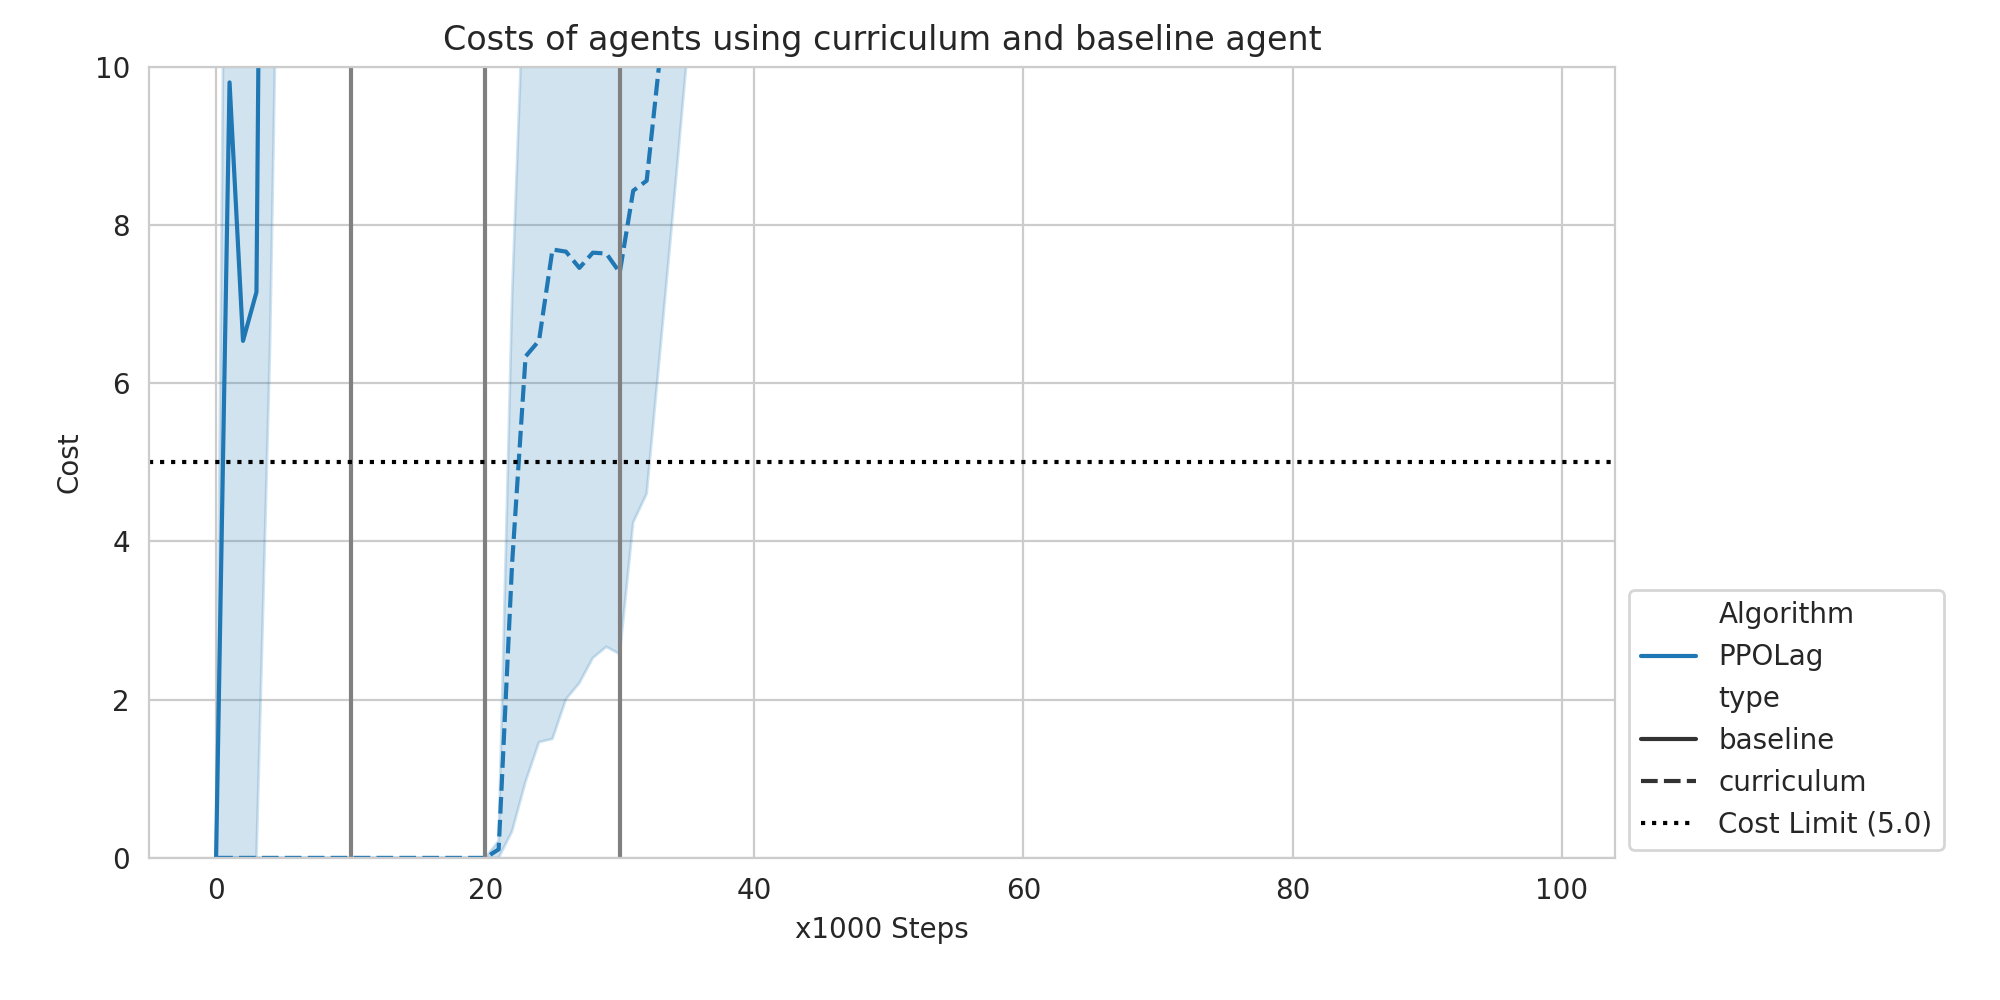 Costs of agents using curriculum and baseline agent
10
8
6
4
2
0
Cost
0 20 40 60 80 100
x1000 Steps
Algorithm
PPOLag
type
baseline
curriculum
Cost Limit (5.0)